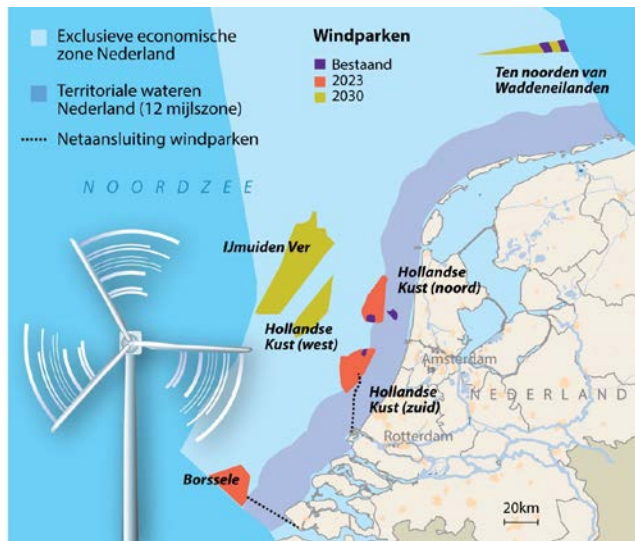 Exclusieve economische
zone Nederland
Territoriale wateren
Nederland (12 mijlszone)
Netaansluiting windparken
Windparken
Bestaand
2023
2030
Ten noorden van
Waddeneilanden
NOORDZEE
IJmuiden Ver
Hollandse
Kust (noord)
Hollandse
Kust (west)
Amsterdam
Hollandse
Kust (zuid)
NEDERLAND
Rotterdam
Borssele
20km